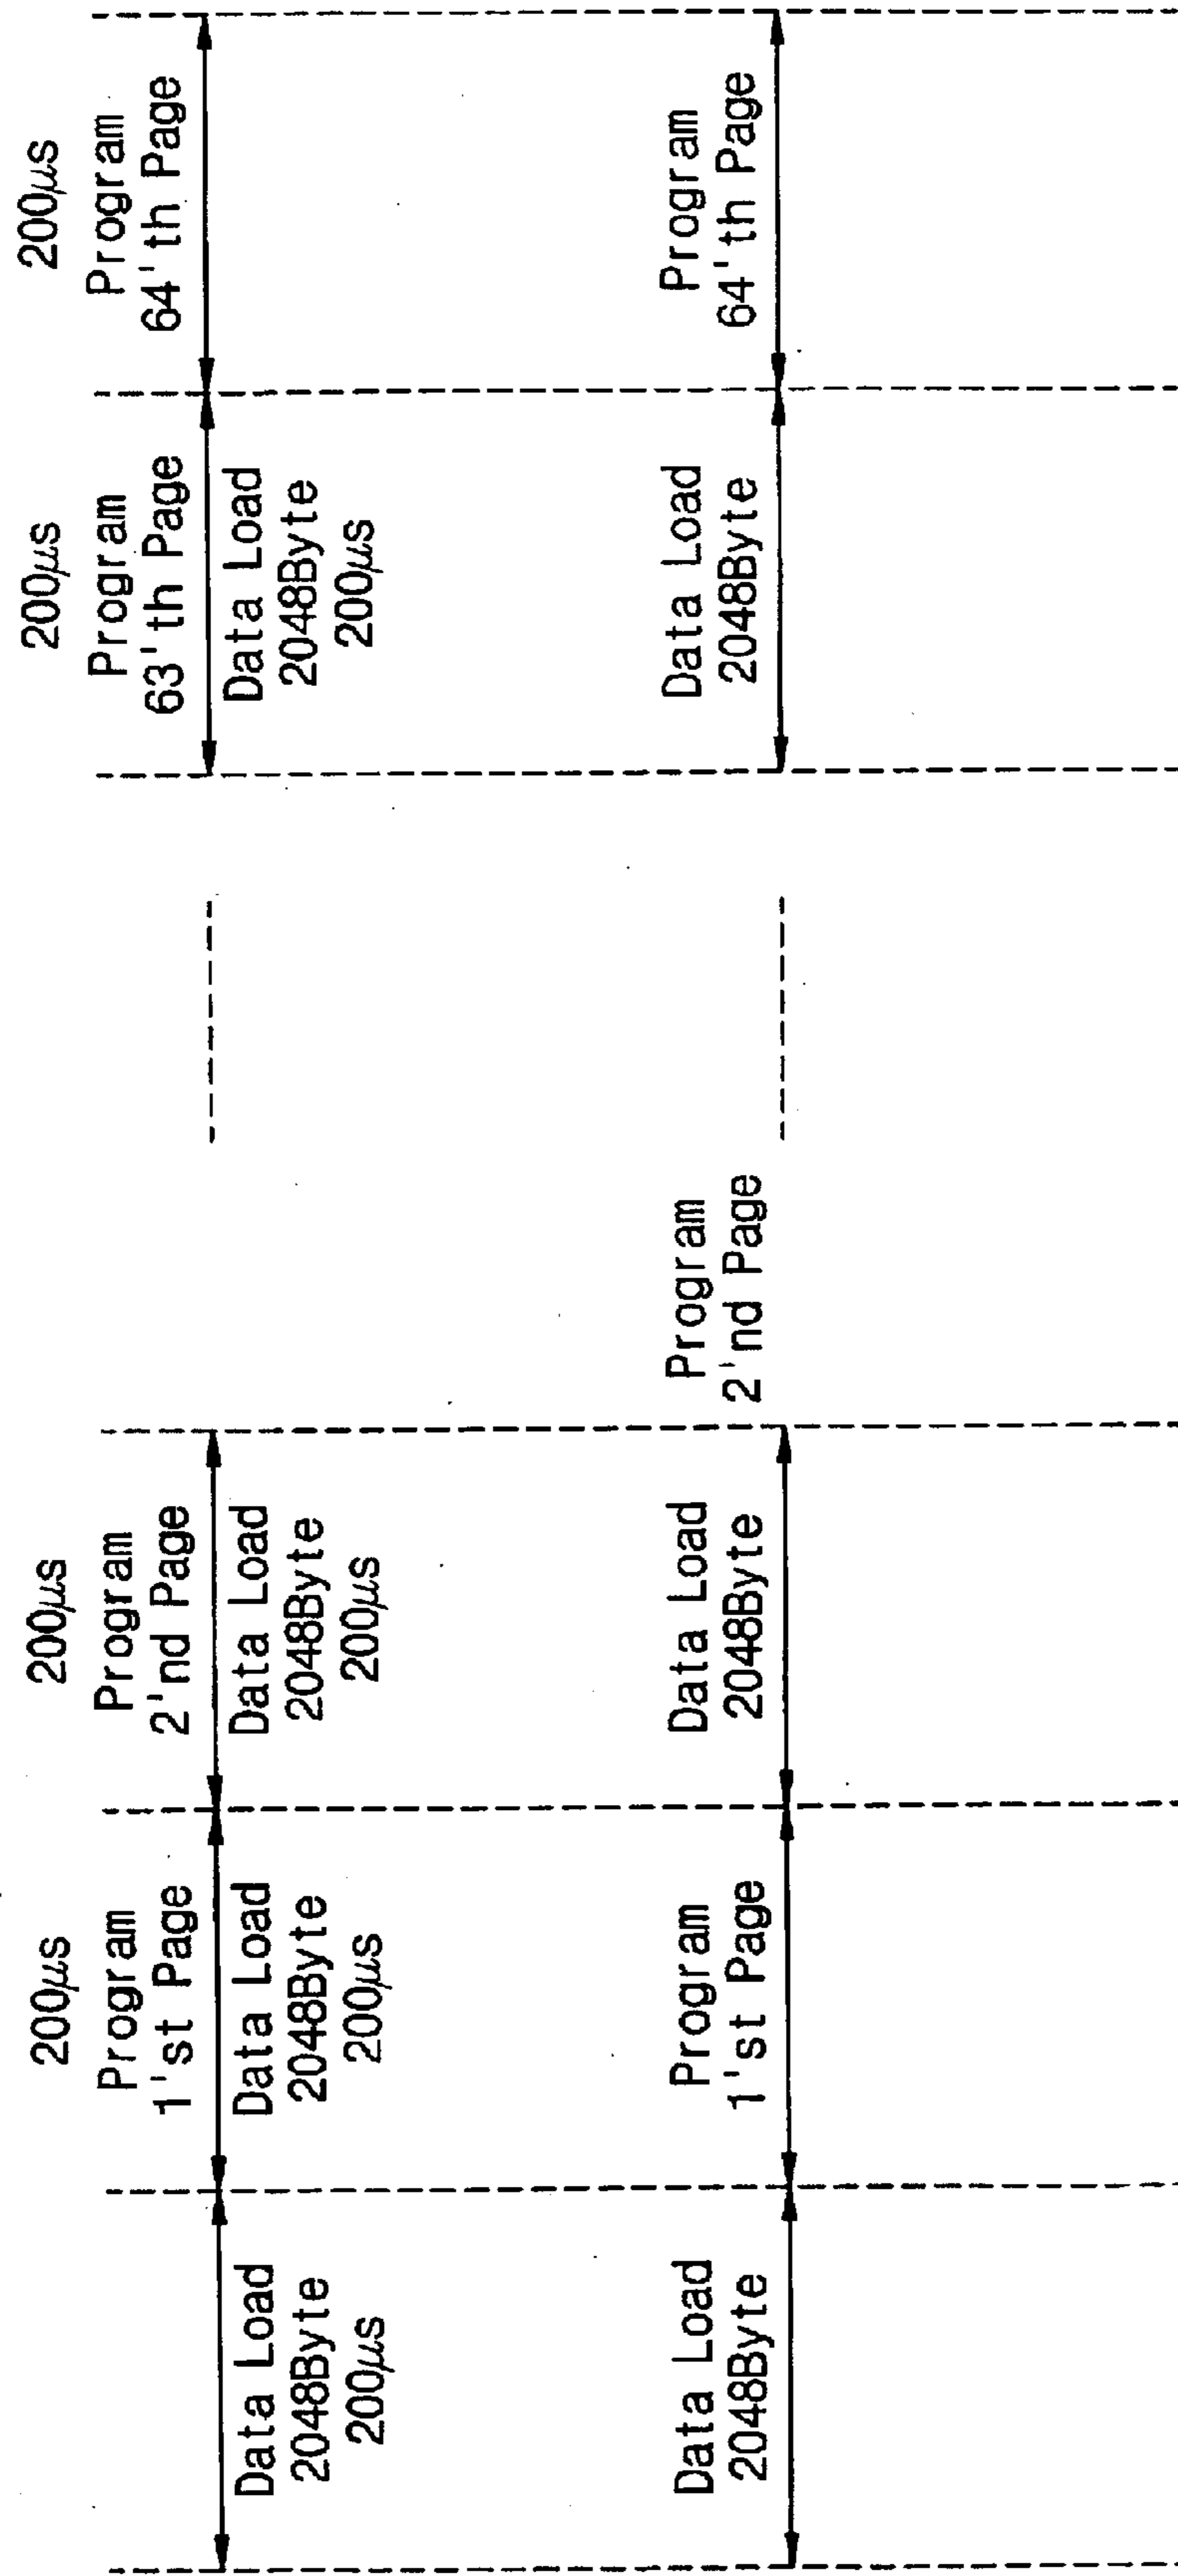 Data Load
2048Byte
200μs
200μs
Program
1'st Page
Data Load
2048Byte
200μs
200μs
Program
2'nd Page
Data Load
2048Byte
200μs
200μs
Program
63'th Page
Data Load
2048Byte
200μs
200μs
Program
64'th Page
Data Load
2048Byte
Program
1'st Page
Data Load
2048Byte
Program
2'nd Page
Data Load
2048Byte
Program
64'th Page